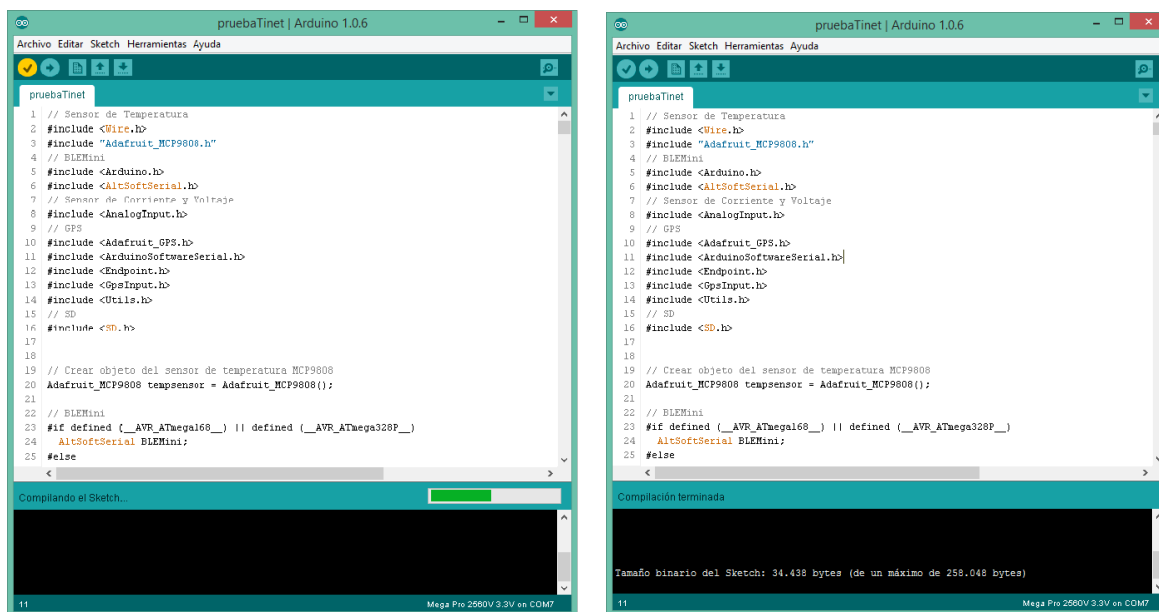 pruebaTinet | Arduino 1.0.6
Archivo Editar Sketch Herramientas Ayuda
pruebaTinet
1 // Sensor de Temperatura
2 #include <Wire.h>
3 #include "Adafruit_MCP9808.h"
4 // BLEMini
5 #include <Arduino.h>
6 #include <AltSoftSerial.h>
7 // Sensor de Corriente y Voltaje
8 #include <AnalogInput.h>
9 // GPS
10 #include <Adafruit_GPS.h>
11 #include <ArduinoSoftwareSerial.h>
12 #include <Endpoint.h>
13 #include <GpsInput.h>
14 #include <Utils.h>
15 // SD
16 #include <SD.h>
17
18
19 // Crear objeto del sensor de temperatura MCP9808
20 Adafruit_MCP9808 tempsensor = Adafruit_MCP9808();
21
22 // BLEMini
23 #if defined (__AVR_ATmega168__) || defined (__AVR_ATmega328P__)
24 AltSoftSerial BLEMini;
25 #else
Compilando el Sketch...
11
Mega Pro 2560V 3.3V on COM7
pruebaTinet | Arduino 1.0.6
Archivo Editar Sketch Herramientas Ayuda
pruebaTinet
1 // Sensor de Temperatura
2 #include <Wire.h>
3 #include "Adafruit_MCP9808.h"
4 // BLEMini
5 #include <Arduino.h>
6 #include <AltSoftSerial.h>
7 // Sensor de Corriente y Voltaje
8 #include <AnalogInput.h>
9 // GPS
10 #include <Adafruit_GPS.h>
11 #include <ArduinoSoftwareSerial.h>
12 #include <Endpoint.h>
13 #include <GpsInput.h>
14 #include <Utils.h>
15 // SD
16 #include <SD.h>
17
18
19 // Crear objeto del sensor de temperatura MCP9808
20 Adafruit_MCP9808 tempsensor = Adafruit_MCP9808();
21
22 // BLEMini
23 #if defined (__AVR_ATmega168__) || defined (__AVR_ATmega328P__)
24 AltSoftSerial BLEMini;
25 #else
Compilación terminada
Tamaño binario del Sketch: 34.438 bytes (de un máximo de 258.048 bytes)
11
Mega Pro 2560V 3.3V on COM7